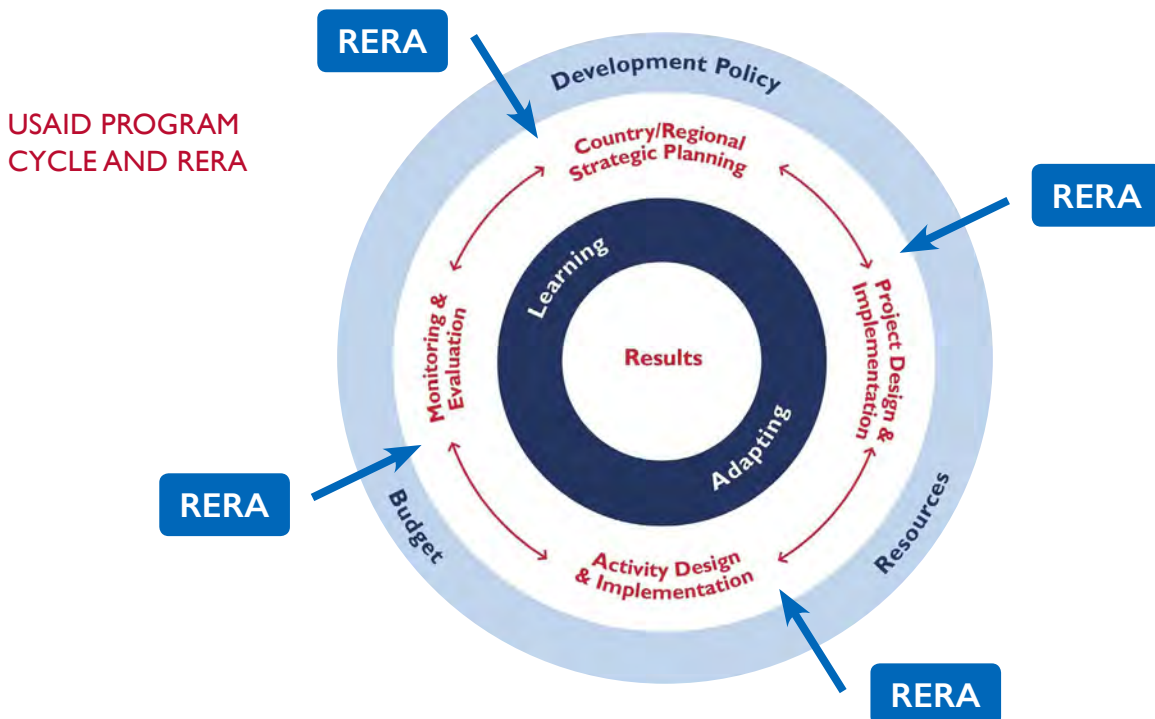 RERA
Development Policy
USAID PROGRAM
CYCLE AND RERA
Country/Regional
Strategic Planning
RERA
Learning
Monitoring &
Evaluation
Results
Project Design &
Implementation
Adapting
RERA
Budget
Resources
Activity Design
& Implementation
RERA